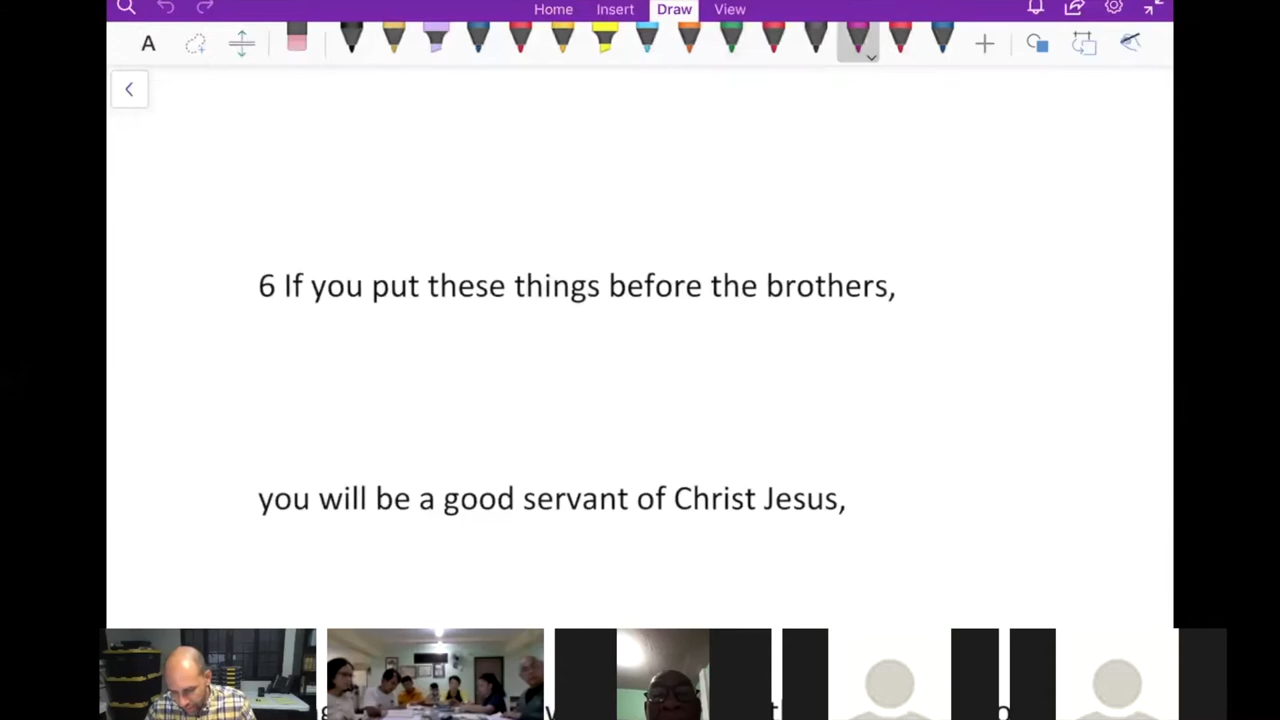 Home Insert Draw View
A
6 If you put these things before the brothers,
you will be a good servant of Christ Jesus,